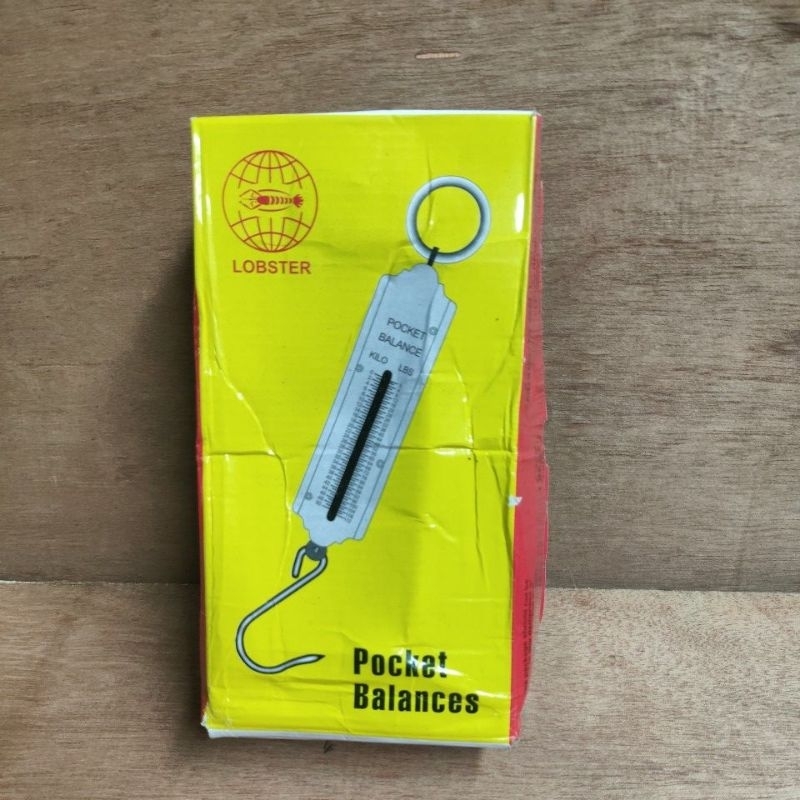 LOBSTER
POCKET
BALANCE
KILO LBS
Pocket
Balances